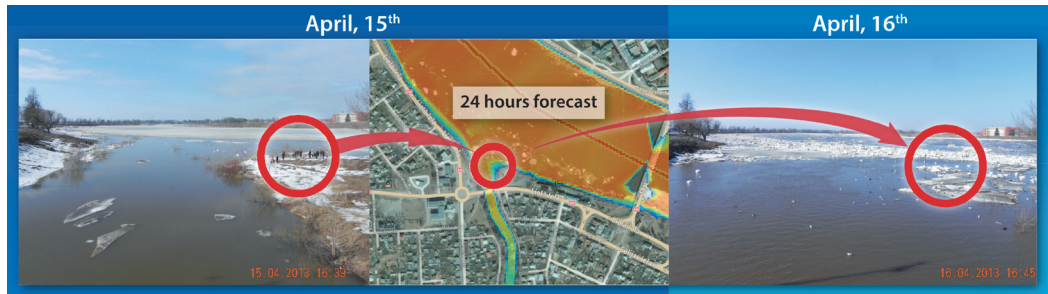 April, 15th
April, 16th
24 hours forecast
15.04.2013 16:39
16.04.2013 16:45